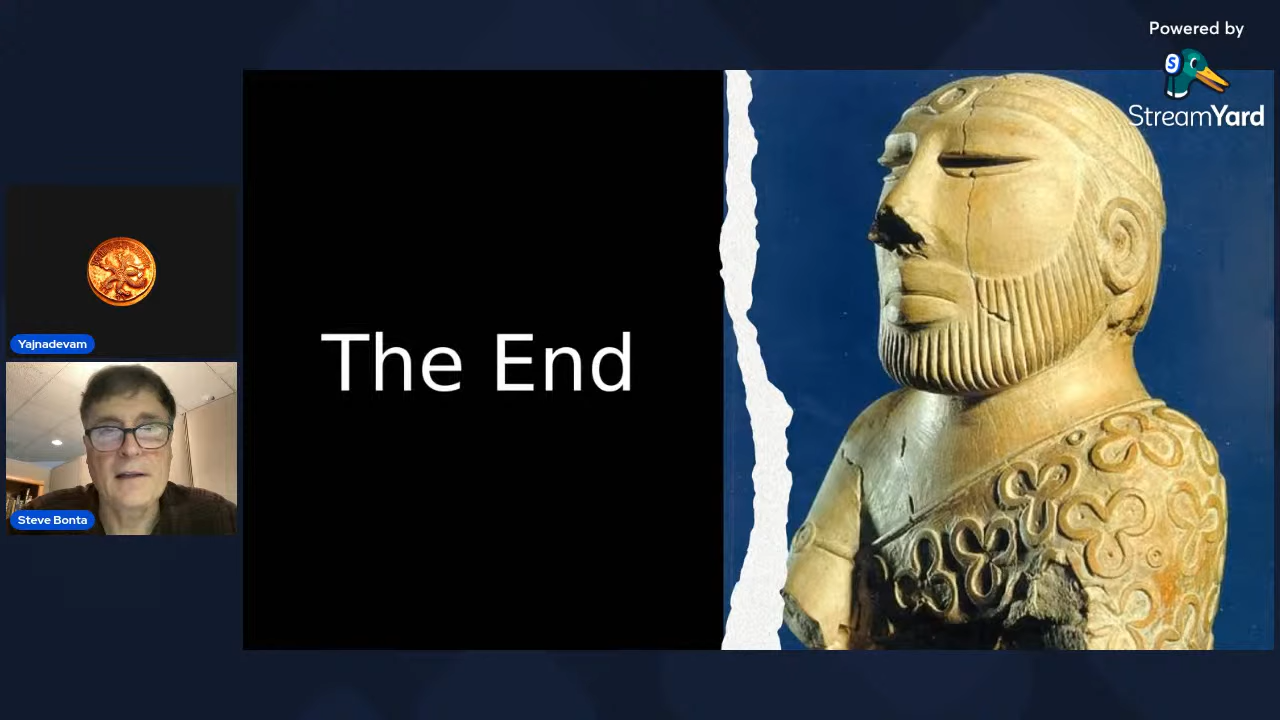 Powered by
S
StreamYard
The End
Yajnadevam
Steve Bonta